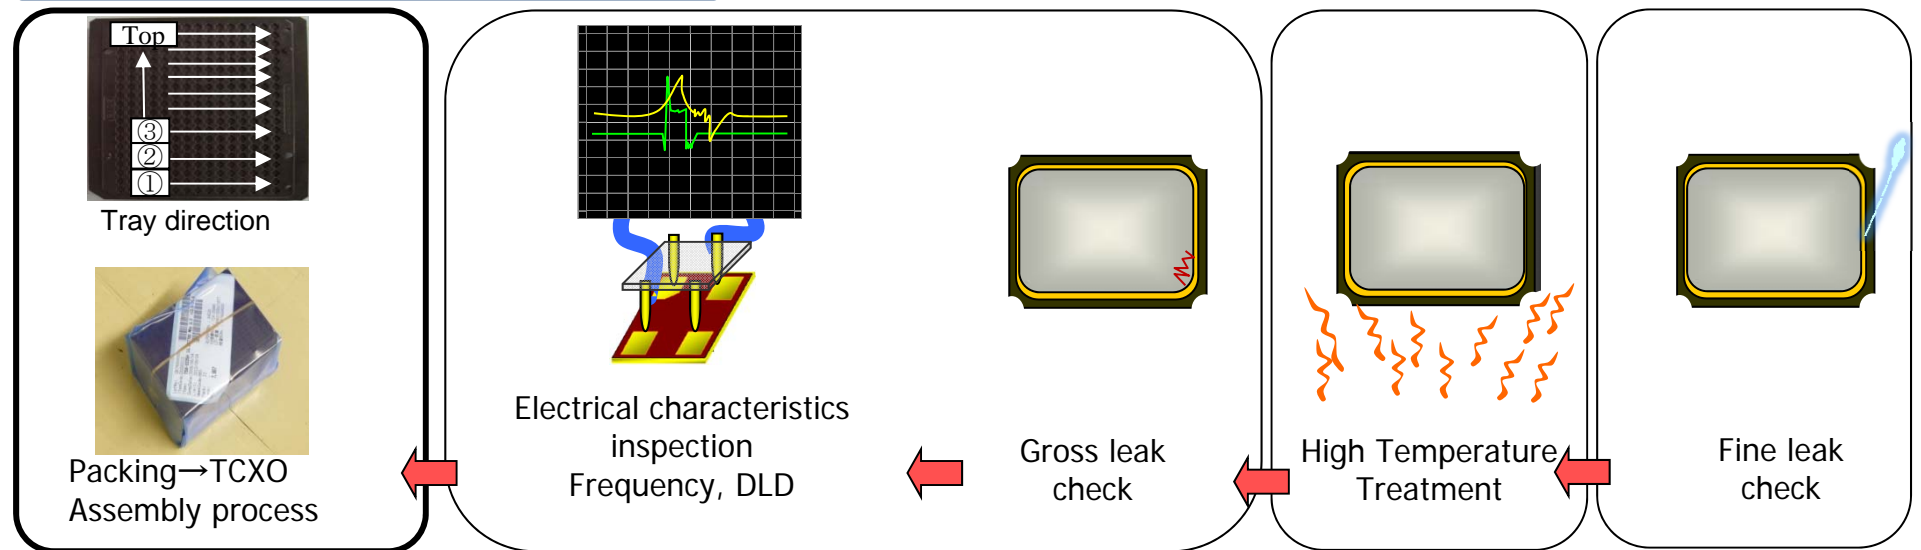 Top
③
②
①
Tray direction
Packing→TCXO
Assembly process
Electrical characteristics
inspection
Frequency, DLD
Gross leak
check
High Temperature
Treatment
Fine leak
check